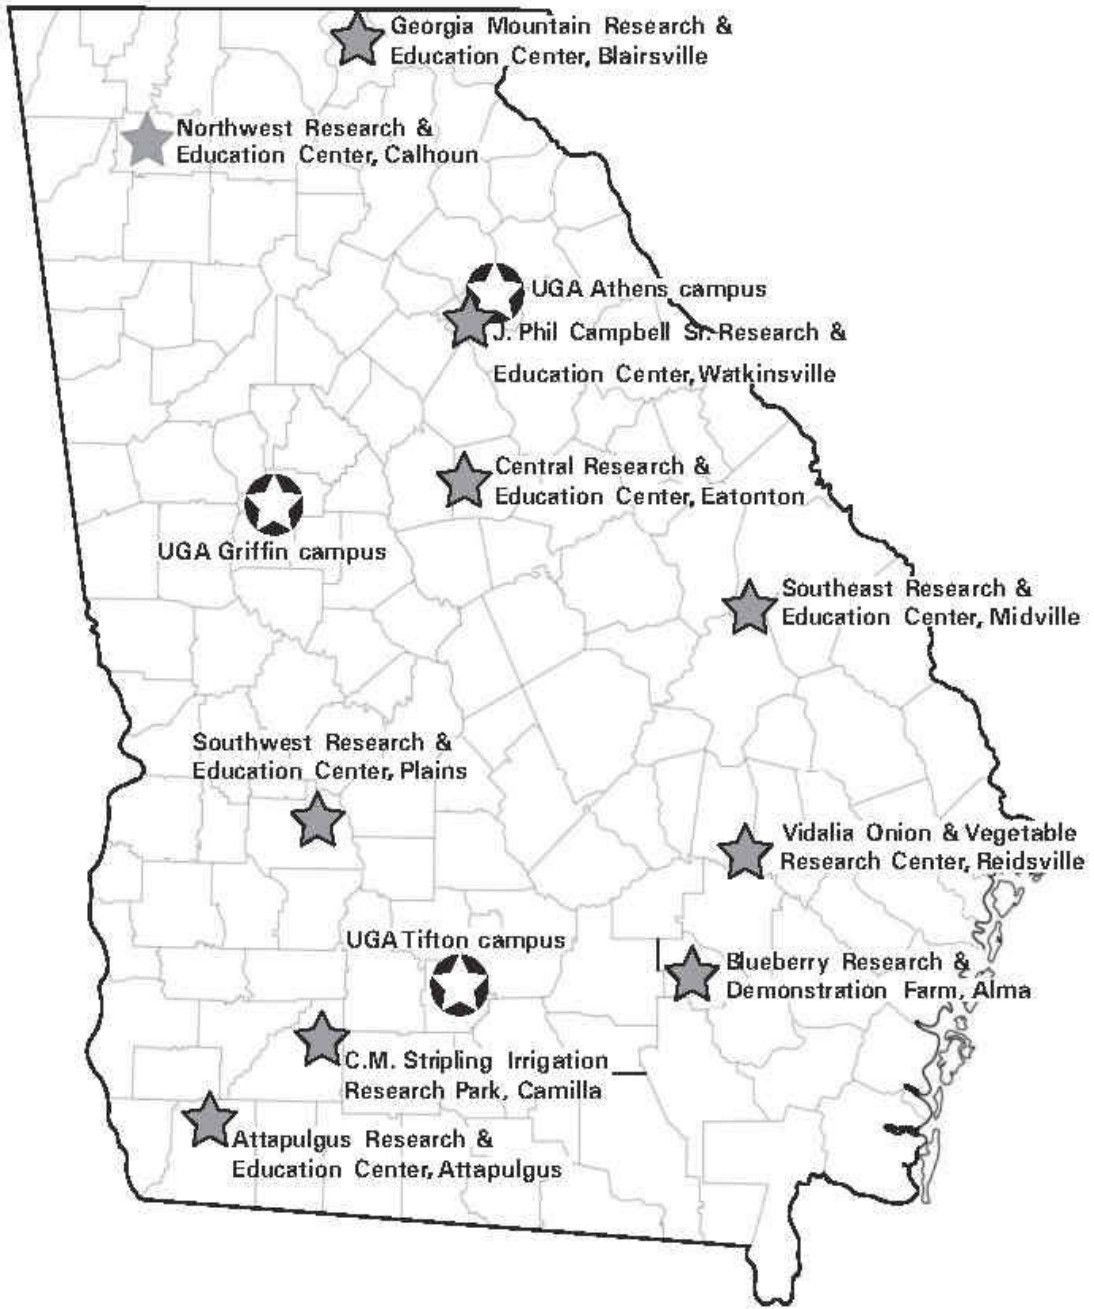 Georgia Mountain Research &
Education Center, Blairsville
Northwest Research &
Education Center, Calhoun
UGA Athens campus
J. Phil Campbell Sr. Research &
Education Center, Watkinsville
Central Research &
Education Center, Eatonton
UGA Griffin campus
Southeast Research &
Education Center, Midville
Southwest Research &
Education Center, Plains
Vidalia Onion & Vegetable
Research Center, Reidsville
UGA Tifton campus
Blueberry Research &
Demonstration Farm, Alma
C.M. Stripling Irrigation
Research Park, Camilla
Attapulgus Research &
Education Center, Attapulgus